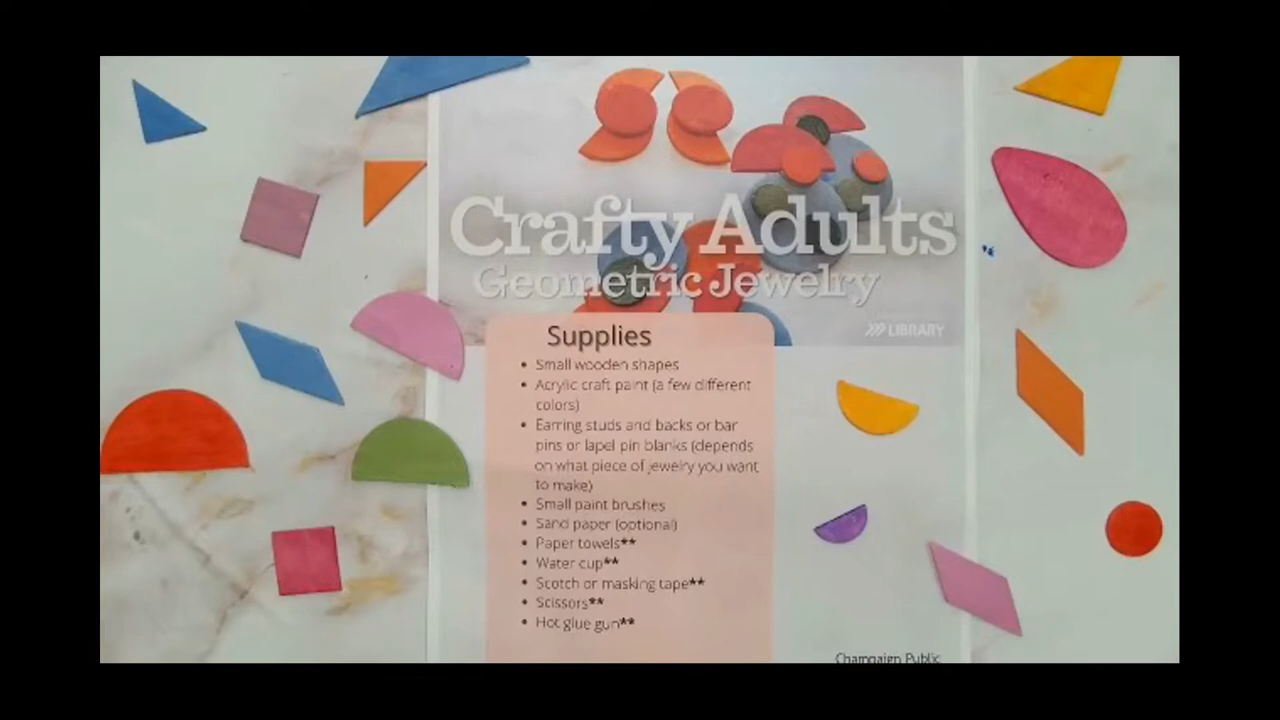 Crafty Adults
Geometric Jewelry
LIBRARY
Supplies
• Small wooden shapes
• Acrylic craft paint (a few different
colors)
• Earring studs and backs or bar
pins or lapel pin blanks (depends
on what piece of jewelry you want
to make)
• Small paint brushes
• Sand paper (optional)
• Paper towels**
• Water cup**
• Scotch or masking tape**
• Scissors**
• Hot glue gun**
Champaign Public